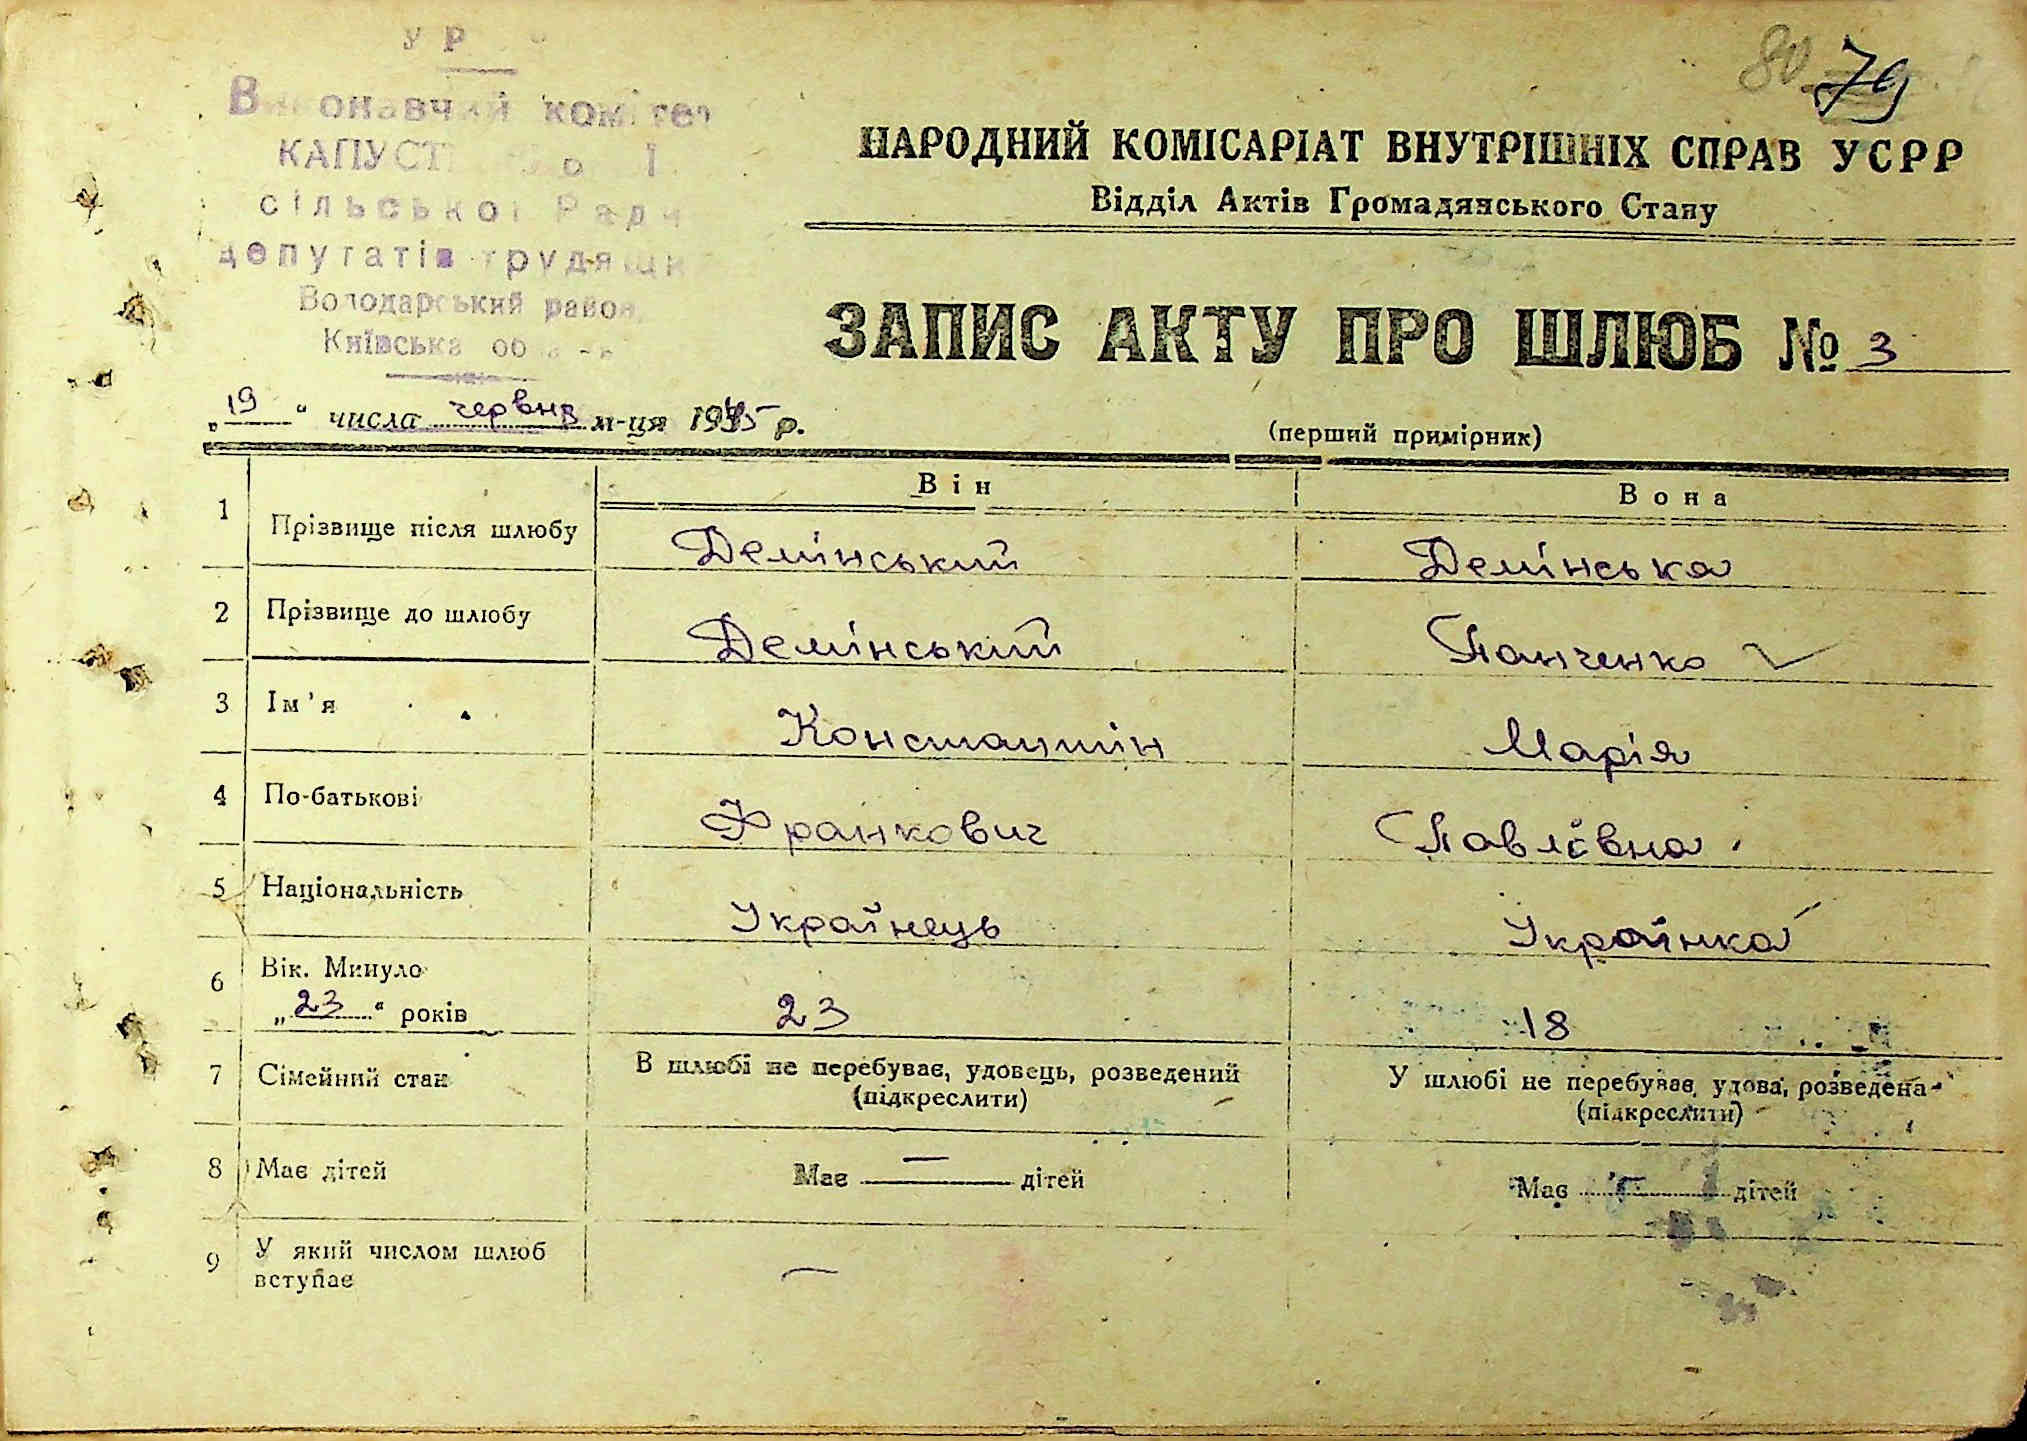 80 79
УР
Виконавчий комітет
сільської Ради
депутатів трудящих
Володарський район,
Київська
НАРОДНИЙ КОМІСАРІАТ ВНУТРІШНІХ СПРАВ УСРР
Відділ Актів Громадянського Стану
ЗАПИС АКТУ ПРО ШЛЮБ № 3
„19“ числа червня м-ця 1945 р.
(перший примірник)
Він Вона
1 Прізвище після шлюбу Демінський Демінська
2 Прізвище до шлюбу Демінський Панченко
3 Ім'я Константин Марія
4 По-батькові Франкович Павлівна
5 Національність Українець Українка
6 Вік. Минуло
„23“ років 23 18
7 Сімейний стан В шлюбі не перебуває, удовець, розведений У шлюбі не перебуває, удова, розведена
(підкреслити) (підкреслити)
8 Має дітей Має — дітей Має — дітей
9 У який числом шлюб
вступає —